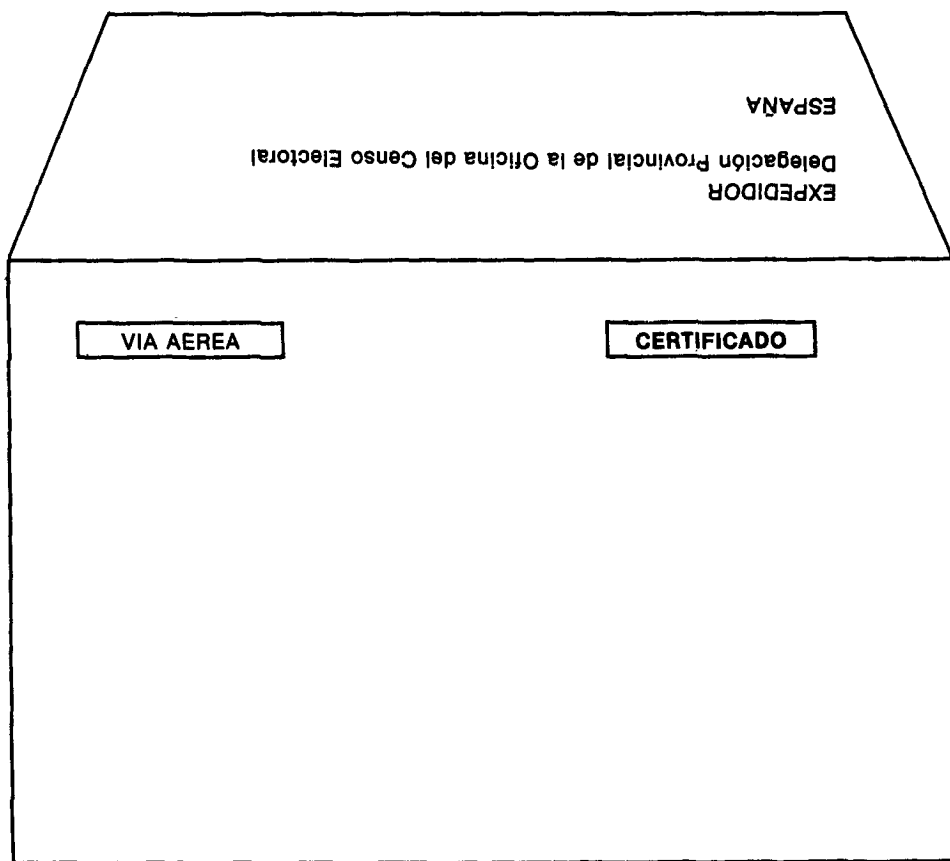 EXPEDIDOR
Delegación Provincial de la Oficina del Censo Electoral
ESPAÑA
VIA AEREA
CERTIFICADO